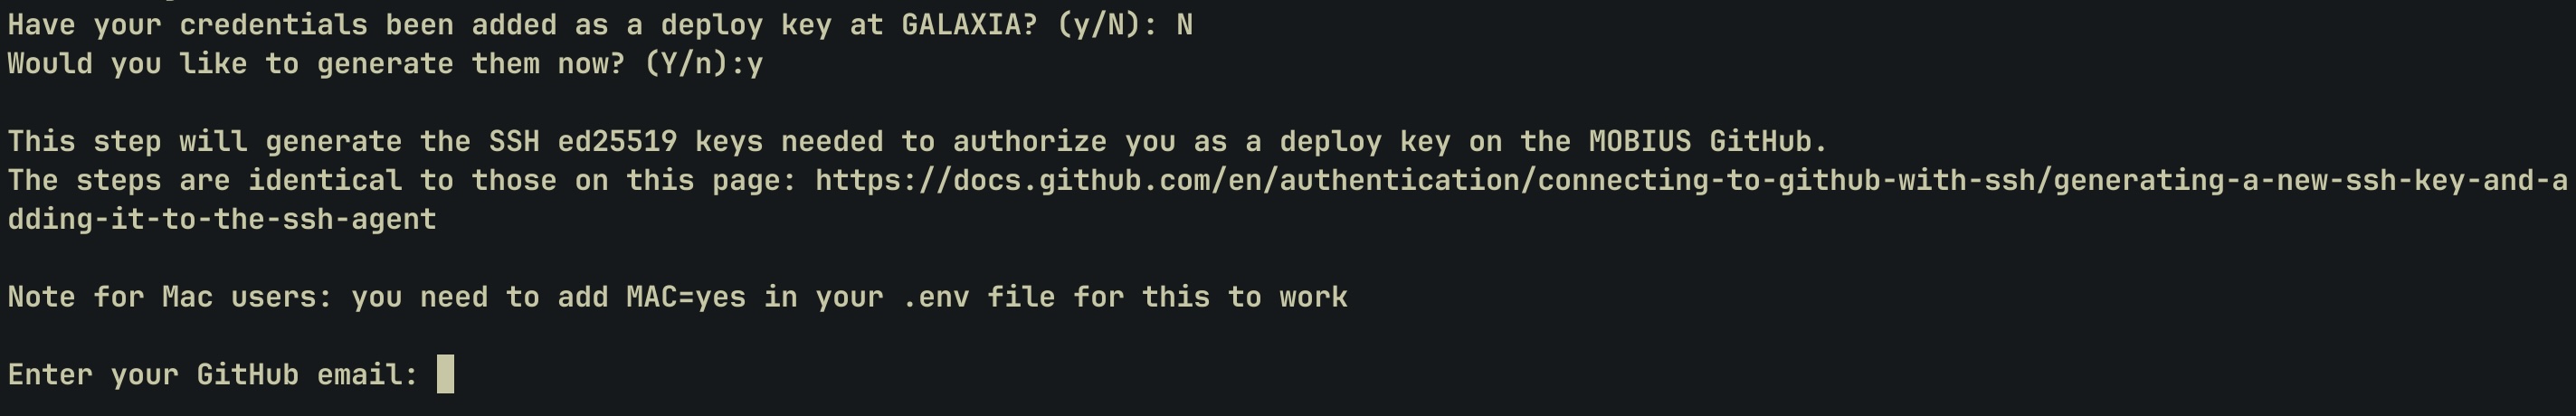 Have your credentials been added as a deploy key at GALAXIA? (y/N): N
Would you like to generate them now? (Y/n):y
This step will generate the SSH ed25519 keys needed to authorize you as a deploy key on the MOBIUS GitHub.
The steps are identical to those on this page: https://docs.github.com/en/authentication/connecting-to-github-with-ssh/generating-a-new-ssh-key-and-a
dding-it-to-the-ssh-agent
Note for Mac users: you need to add MAC=yes in your .env file for this to work
Enter your GitHub email: